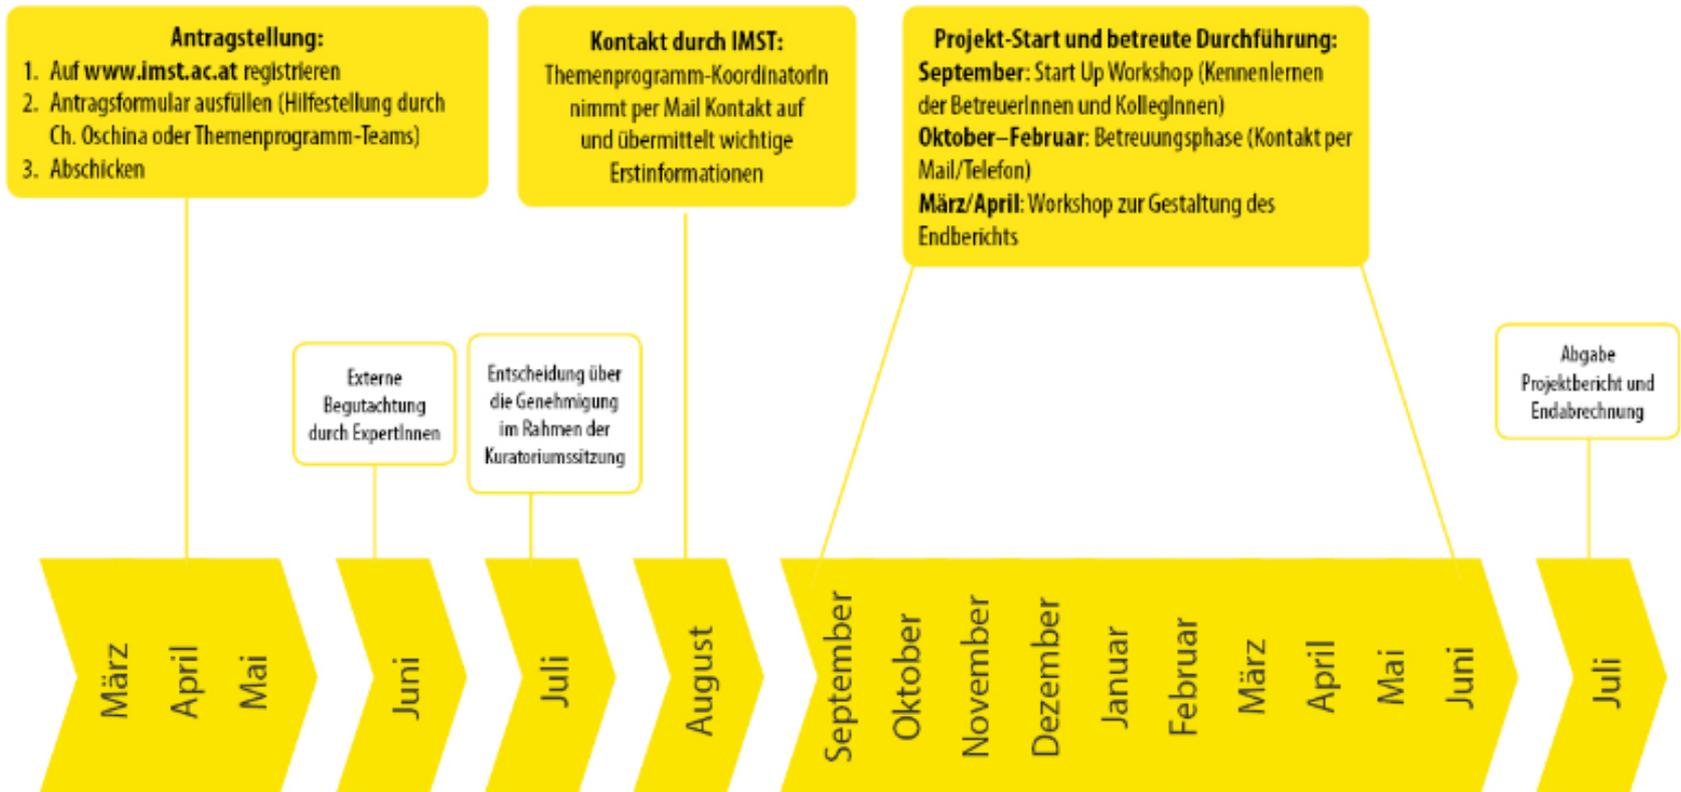 Antragstellung:
1. Auf www.imst.ac.at registrieren
2. Antragsformular ausfüllen (Hilfestellung durch
Ch. Oschina oder Themenprogramm-Teams)
3. Abschicken
Kontakt durch IMST:
Themenprogramm-KoordinatorIn
nimmt per Mail Kontakt auf
und übermittelt wichtige
Erstinformationen
Projekt-Start und betreute Durchführung:
September: Start Up Workshop (Kennenlernen
der BetreuerInnen und KollegInnen)
Oktober–Februar: Betreuungsphase (Kontakt per
Mail/Telefon)
März/April: Workshop zur Gestaltung des
Endberichts
Externe
Begutachtung
durch ExpertInnen
Entscheidung über
die Genehmigung
im Rahmen der
Kuratoriumssitzung
Abgabe
Projektbericht und
Endabrechnung
März
April
Mai
Juni
Juli
August
September
Oktober
November
Dezember
Januar
Februar
März
April
Mai
Juni
Juli